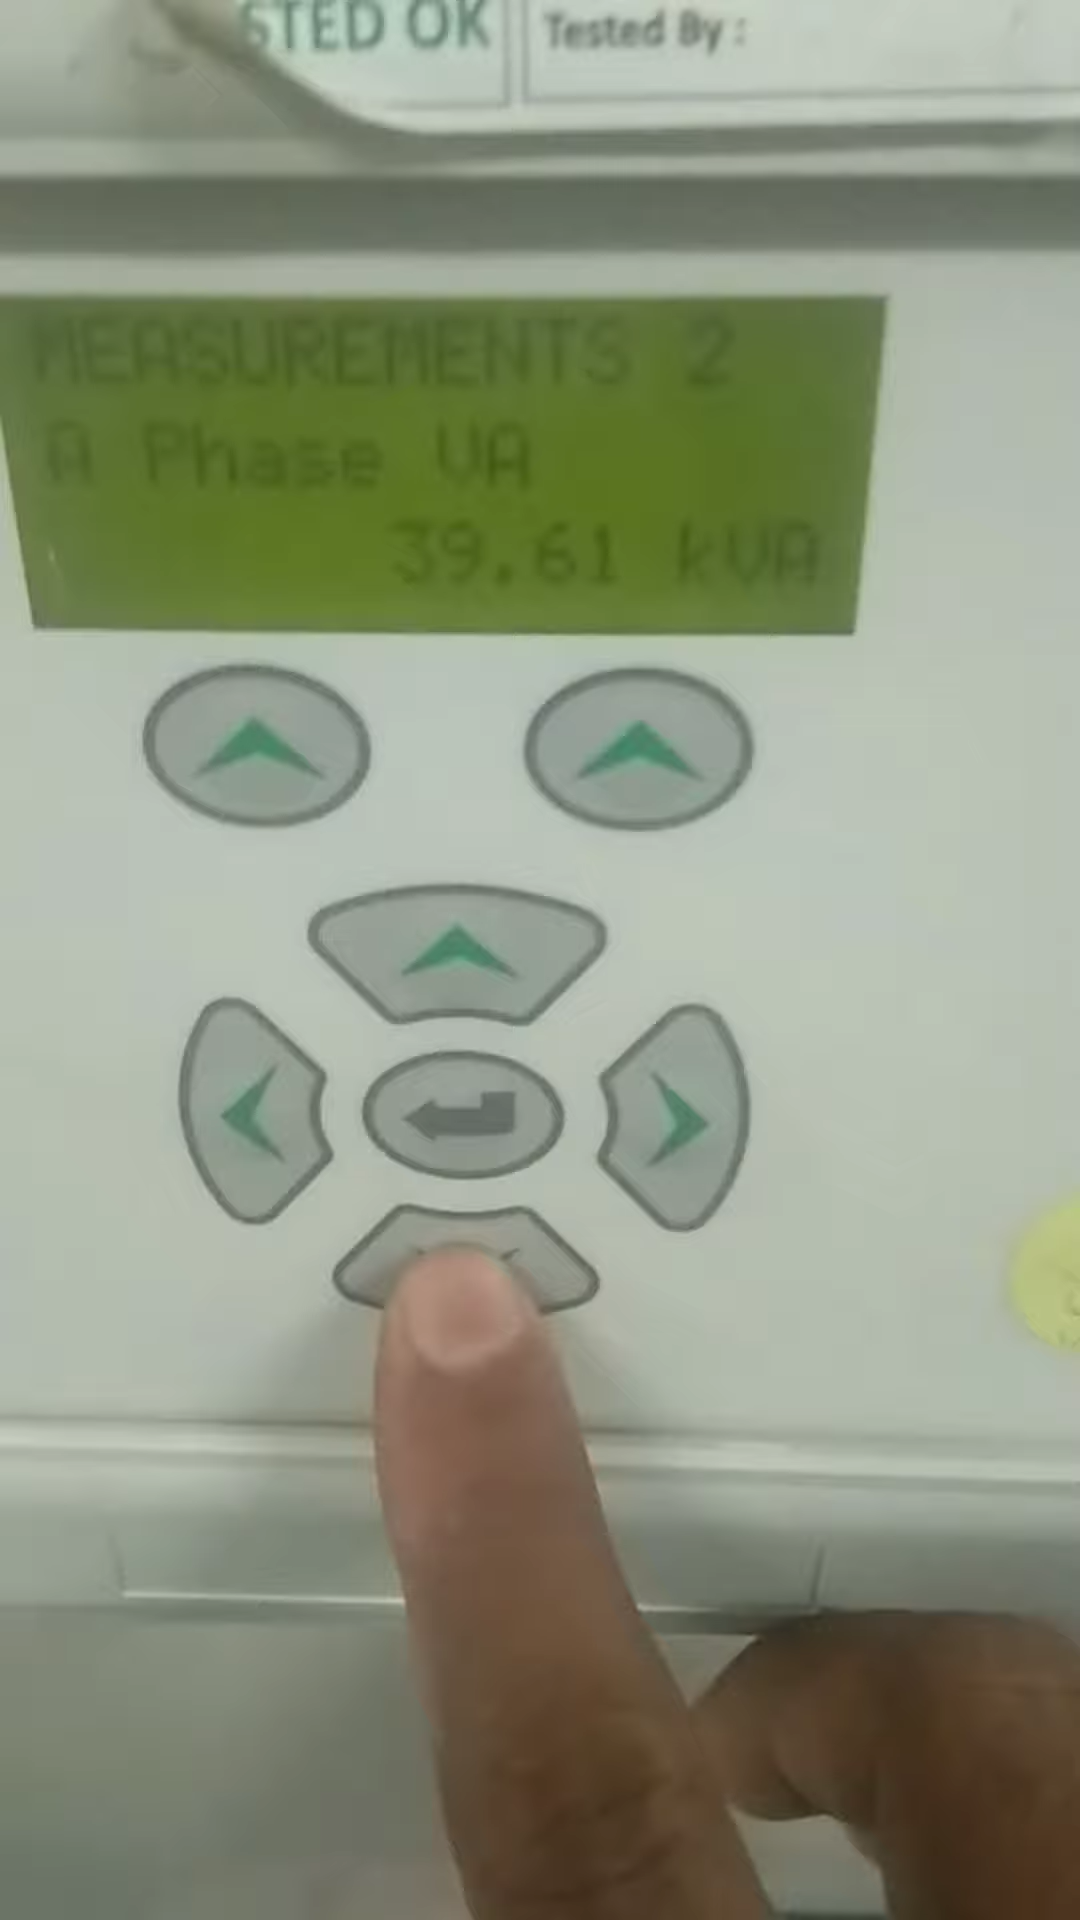 STED OK
Tested By :
MEASUREMENTS 2
A Phase VA
39.61 kVA